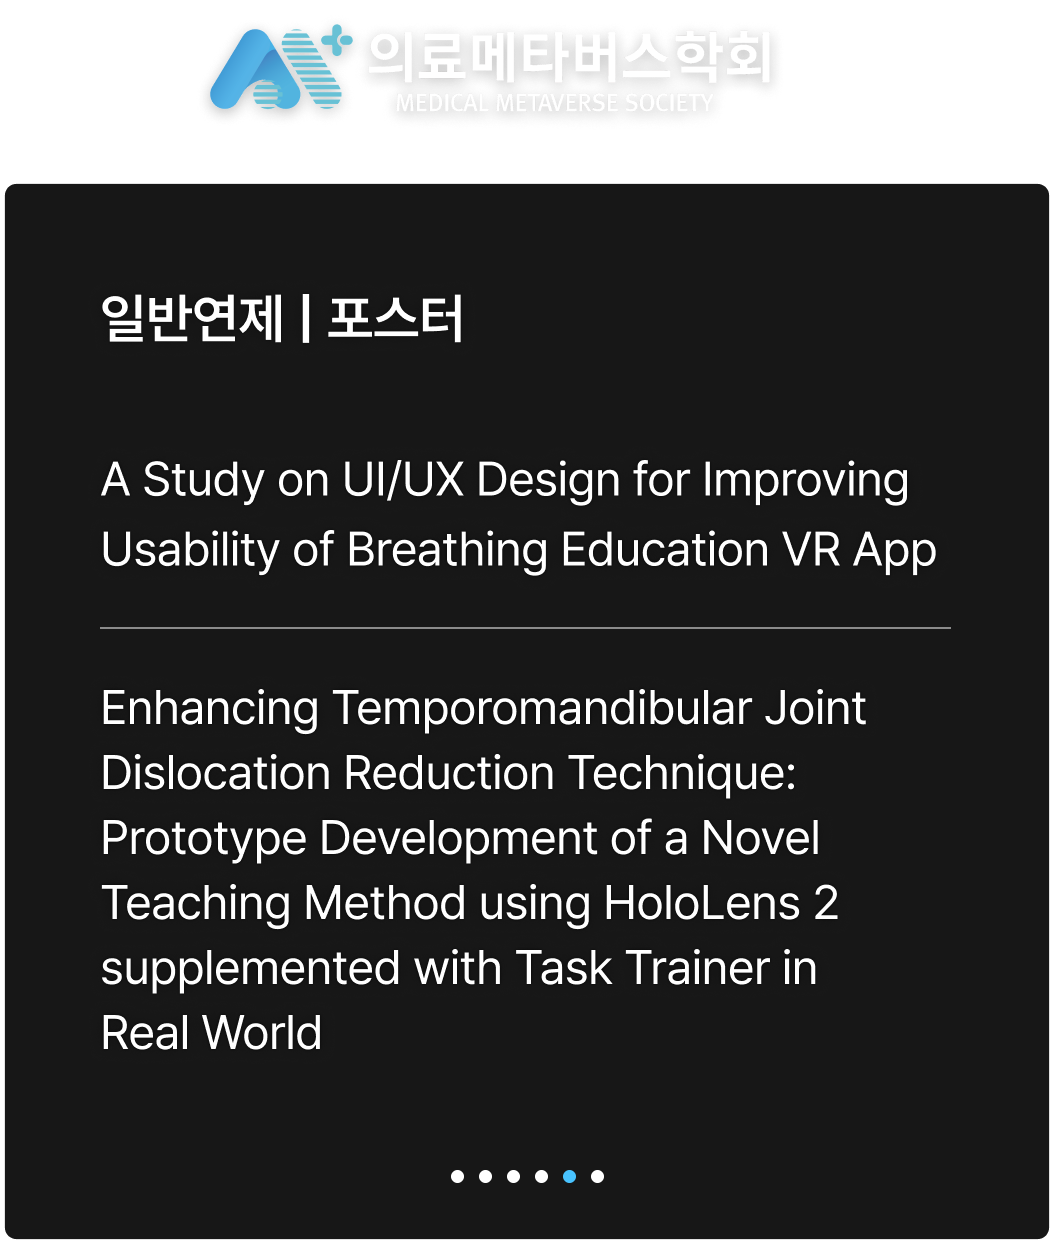 의료메타버스학회
MEDICAL METAVERSE SOCIETY
일반연제 | 포스터
A Study on UI/UX Design for Improving
Usability of Breathing Education VR App
Enhancing Temporomandibular Joint
Dislocation Reduction Technique:
Prototype Development of a Novel
Teaching Method using HoloLens 2
supplemented with Task Trainer in
Real World